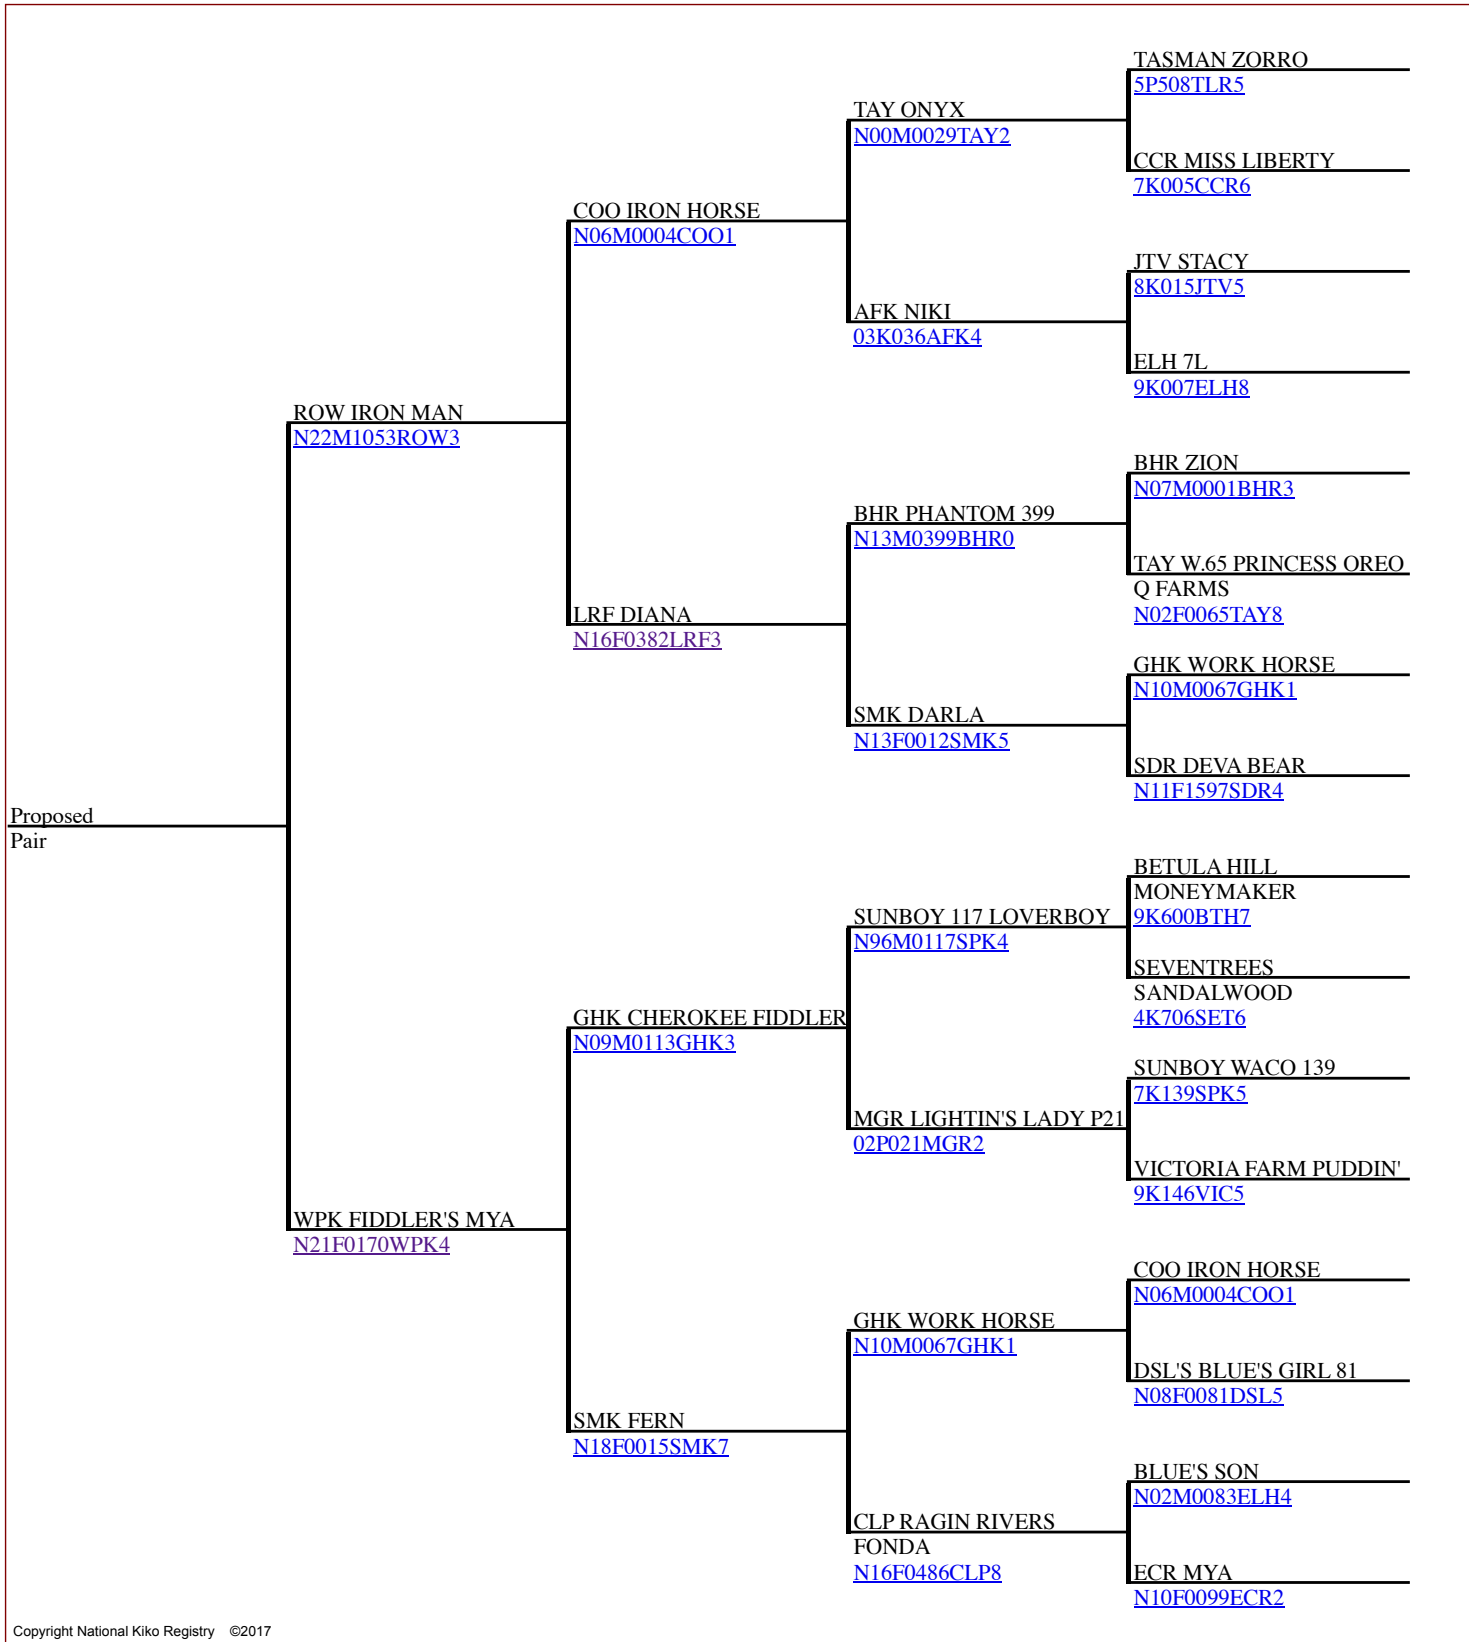 TASMAN ZORRO
5P508TLR5
TAY ONYX
N00M0029TAY2
CCR MISS LIBERTY
7K005CCR6
COO IRON HORSE
N06M0004COO1
JTV STACY
8K015JTV5
AFK NIKI
03K036AFK4
ELH 7L
9K007ELH8
ROW IRON MAN
N22M1053ROW3
BHR ZION
N07M0001BHR3
BHR PHANTOM 399
N13M0399BHR0
TAY W.65 PRINCESS OREO
Q FARMS
N02F0065TAY8
LRF DIANA
N16F0382LRF3
GHK WORK HORSE
N10M0067GHK1
SMK DARLA
N13F0012SMK5
SDR DEVA BEAR
N11F1597SDR4
Proposed
Pair
BETULA HILL
MONEYMAKER
9K600BTH7
SUNBOY 117 LOVERBOY
N96M0117SPK4
SEVENTREES
SANDALWOOD
4K706SET6
GHK CHEROKEE FIDDLER
N09M0113GHK3
SUNBOY WACO 139
7K139SPK5
MGR LIGHTIN'S LADY P21
02P021MGR2
VICTORIA FARM PUDDIN'
9K146VIC5
WPK FIDDLER'S MYA
N21F0170WPK4
COO IRON HORSE
N06M0004COO1
GHK WORK HORSE
N10M0067GHK1
DSL'S BLUE'S GIRL 81
N08F0081DSL5
SMK FERN
N18F0015SMK7
BLUE'S SON
N02M0083ELH4
CLP RAGIN RIVERS
FONDA
N16F0486CLP8
ECR MYA
N10F0099ECR2
Copyright National Kiko Registry ©2017